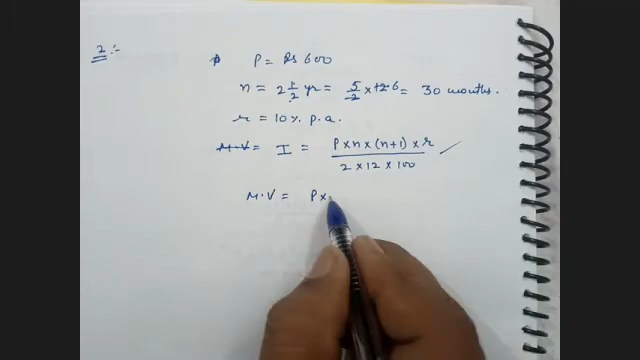 2:-
P = Rs 600
n = 2 1/2 yr = 5/2 x 12 6 = 30 months.
r = 10% p.a.
M.V = I = P x n x (n+1) x r / 2 x 12 x 100
M.V = P x